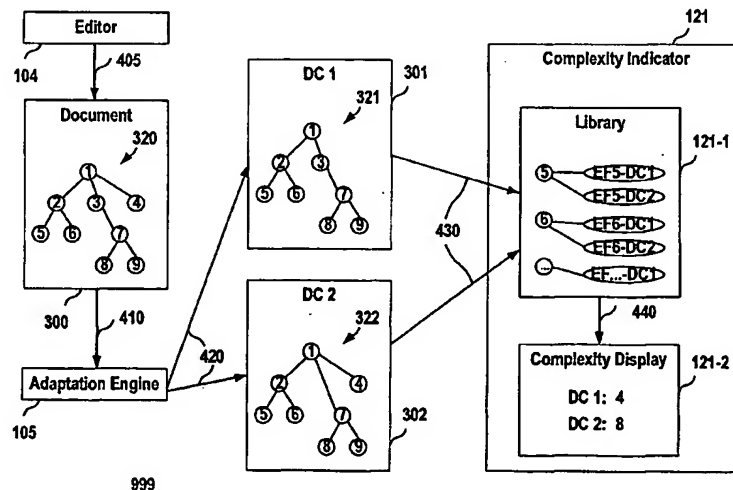 Editor
104
405
Document
320
1
2 3 4
5 6 7
8 9
300
410
Adaptation Engine
105
420
DC 1
301
321
1
2 3
5 6 7
8 9
DC 2
322
1
2 4
5 6 7
8 9
302
430
121
Complexity Indicator
Library
121-1
5 EF5-DC1
EF5-DC2
6 EF6-DC1
EF6-DC2
... EF...-DC1
440
Complexity Display
121-2
DC 1: 4
DC 2: 8
999